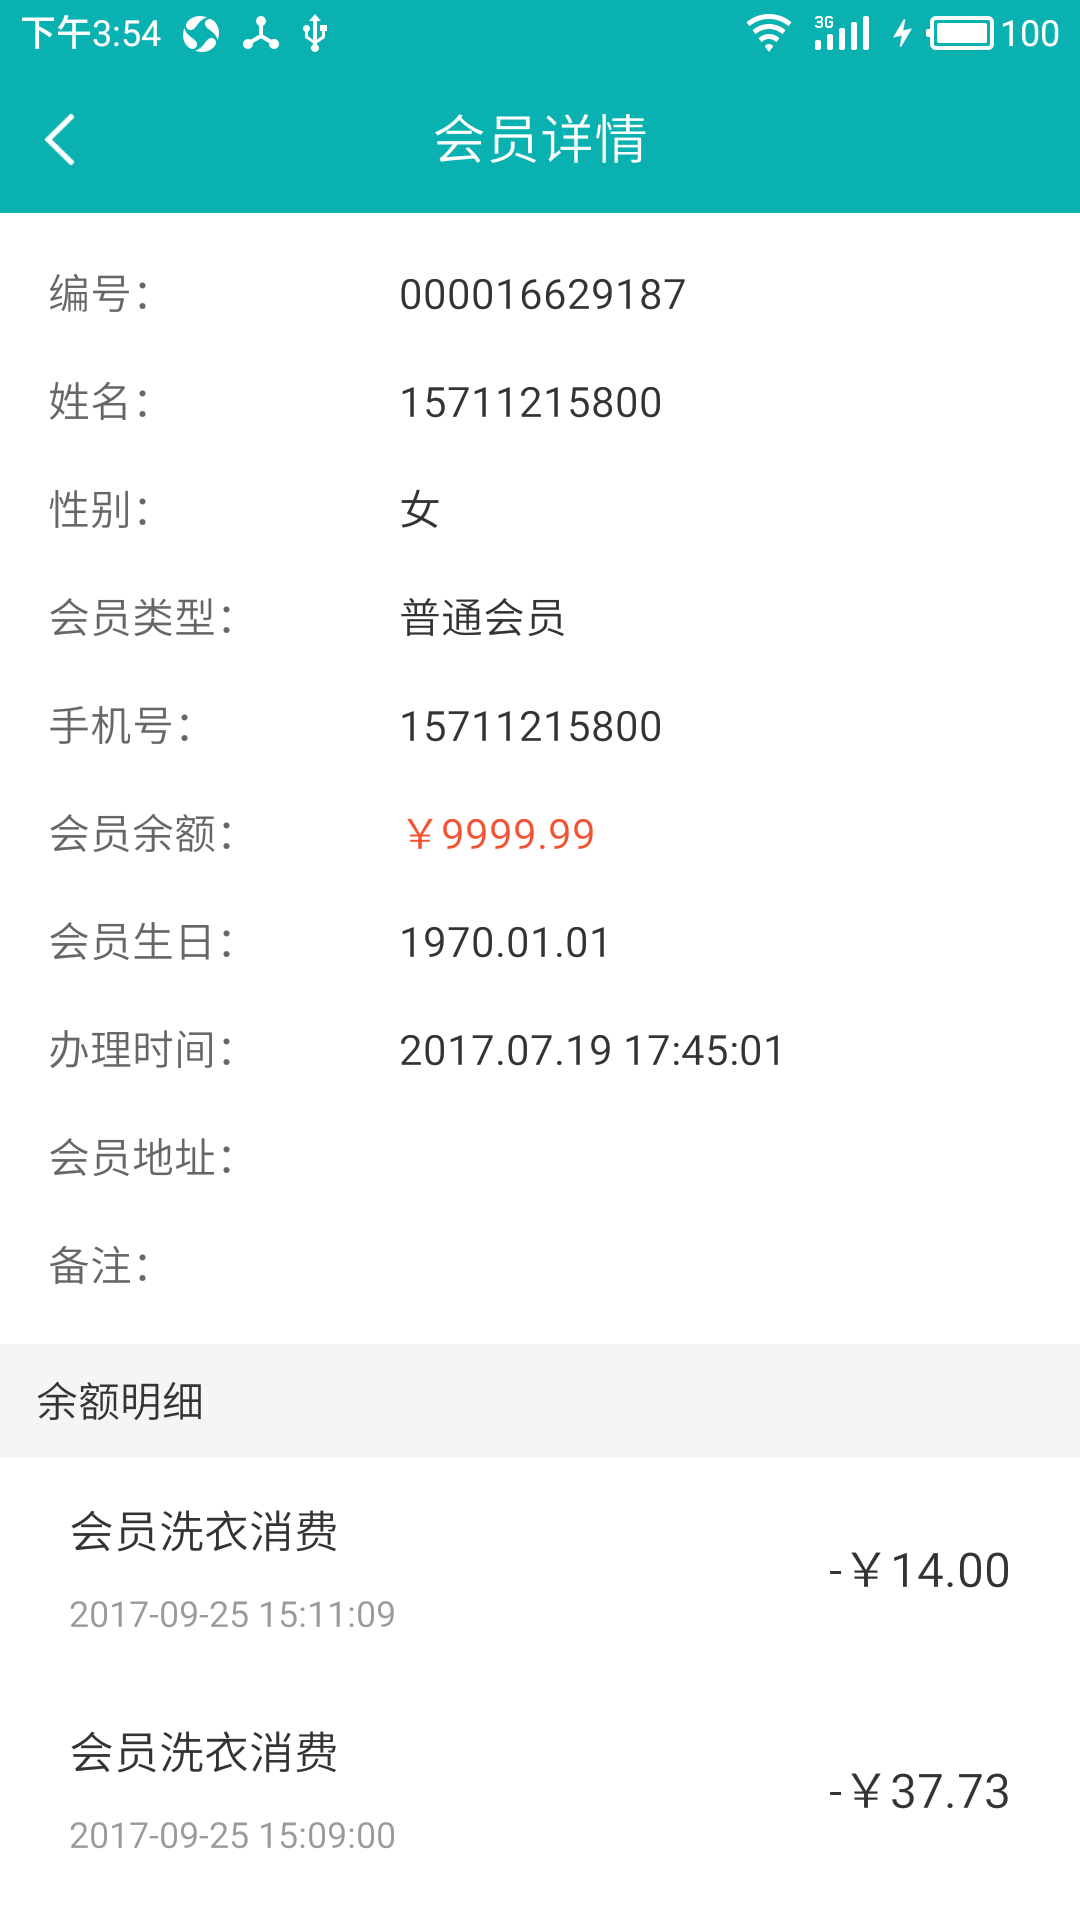 下午3:54 3G 100
会员详情
编号： 000016629187
姓名： 15711215800
性别： 女
会员类型： 普通会员
手机号： 15711215800
会员余额： ￥9999.99
会员生日： 1970.01.01
办理时间： 2017.07.19 17:45:01
会员地址：
备注：
余额明细
会员洗衣消费
-￥14.00
2017-09-25 15:11:09
会员洗衣消费
-￥37.73
2017-09-25 15:09:00